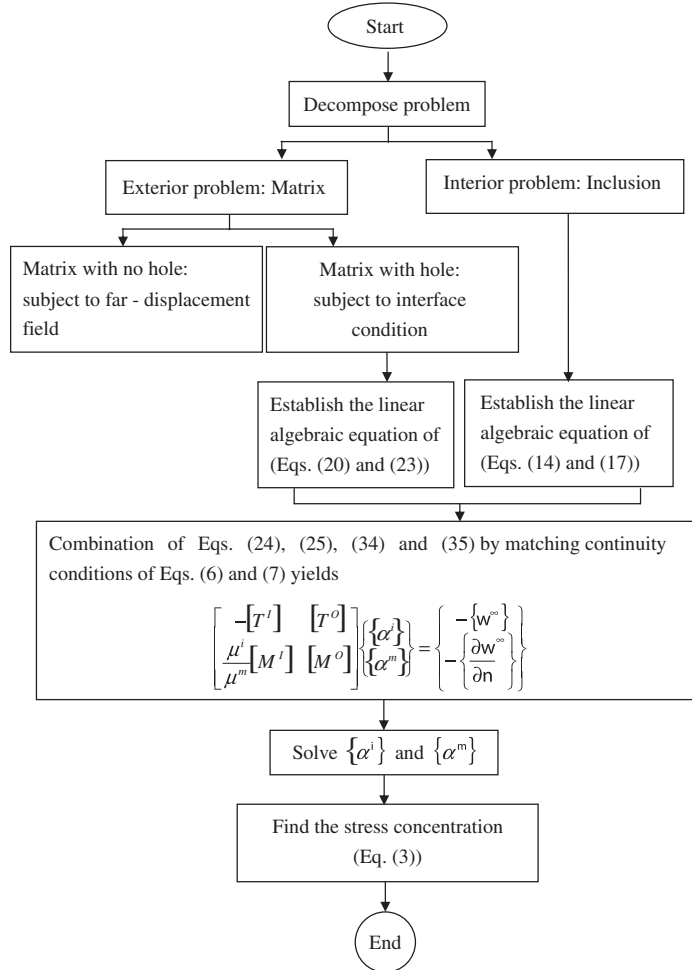 Start
Decompose problem
Exterior problem: Matrix
Interior problem: Inclusion
Matrix with no hole:
subject to far - displacement
field
Matrix with hole:
subject to interface
condition
Establish the linear
algebraic equation of
(Eqs. (20) and (23))
Establish the linear
algebraic equation of
(Eqs. (14) and (17))
Combination of Eqs. (24), (25), (34) and (35) by matching continuity
conditions of Eqs. (6) and (7) yields
[ -[T^I] [T^O] ; μ^i/μ^m [M^I] [M^O] ] { {α^i} ; {α^m} } = { -{w^∞} ; -{∂w^∞/∂n} }
Solve {α^i} and {α^m}
Find the stress concentration
(Eq. (3))
End